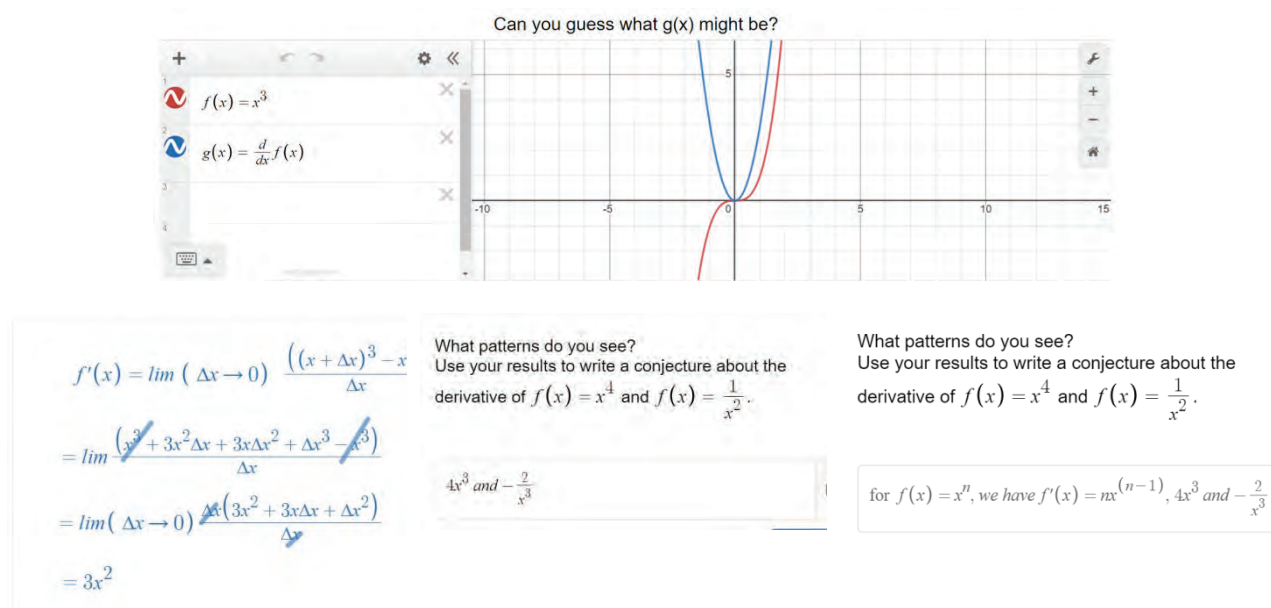 Can you guess what g(x) might be?
+
1
f(x) = x³
2
g(x) = d/dx f(x)
3
4
5
-10 -5 0 5 10 15
+
−
f'(x) = lim ( Δx → 0) ((x + Δx)³ − x / Δx
= lim (x³ + 3x²Δx + 3xΔx² + Δx³ − x³) / Δx
= lim( Δx → 0) Δx(3x² + 3xΔx + Δx²) / Δx
= 3x²
What patterns do you see?
Use your results to write a conjecture about the
derivative of f(x) = x⁴ and f(x) = 1/x².
4x³ and − 2/x³
What patterns do you see?
Use your results to write a conjecture about the
derivative of f(x) = x⁴ and f(x) = 1/x².
for f(x) = xⁿ, we have f'(x) = nx^(n−1), 4x³ and − 2/x³